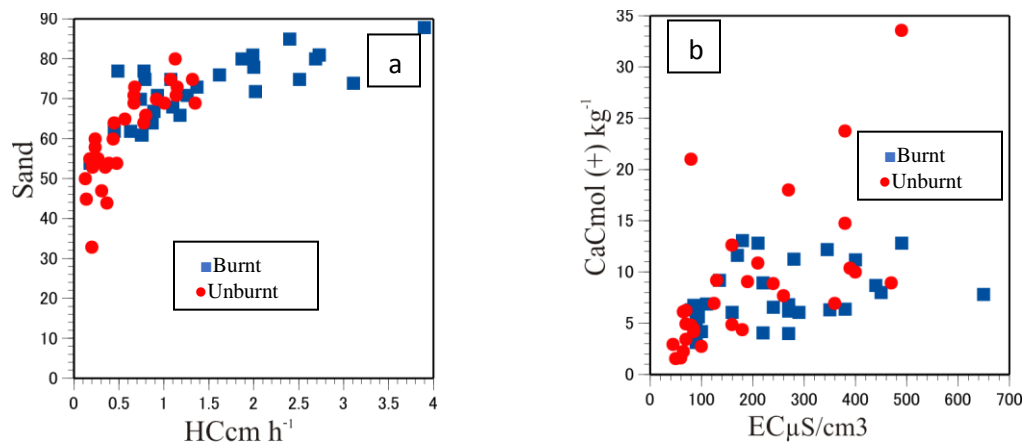 90
80
70
60
50
40
30
20
10
0
Sand
a
Burnt
Unburnt
0 0.5 1 1.5 2 2.5 3 3.5 4
HCcm h⁻¹
35
30
25
20
15
10
5
0
CaCmol (+) kg⁻¹
b
Burnt
Unburnt
0 100 200 300 400 500 600 700
ECµS/cm3